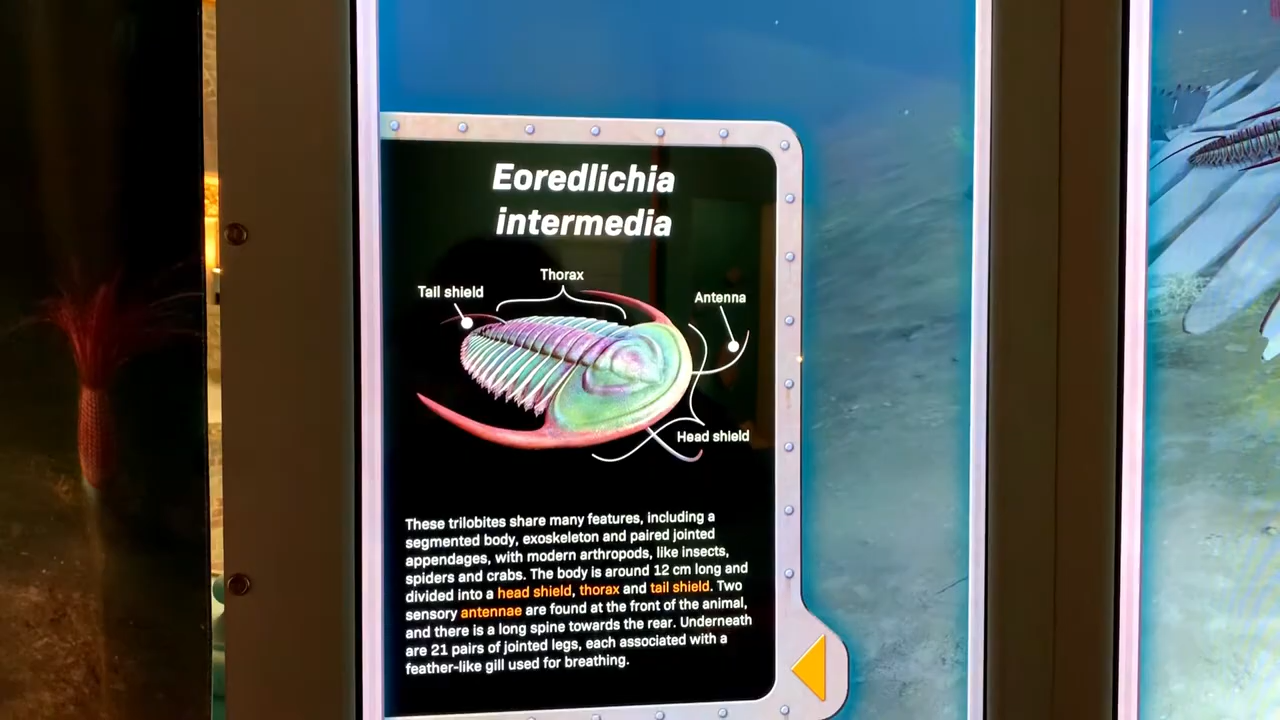 Eoredlichia
intermedia
Thorax
Tail shield
Antenna
Head shield
These trilobites share many features, including a
segmented body, exoskeleton and paired jointed
appendages, with modern arthropods, like insects,
spiders and crabs. The body is around 12 cm long and
divided into a head shield, thorax and tail shield. Two
sensory antennae are found at the front of the animal,
and there is a long spine towards the rear. Underneath
are 21 pairs of jointed legs, each associated with a
feather-like gill used for breathing.